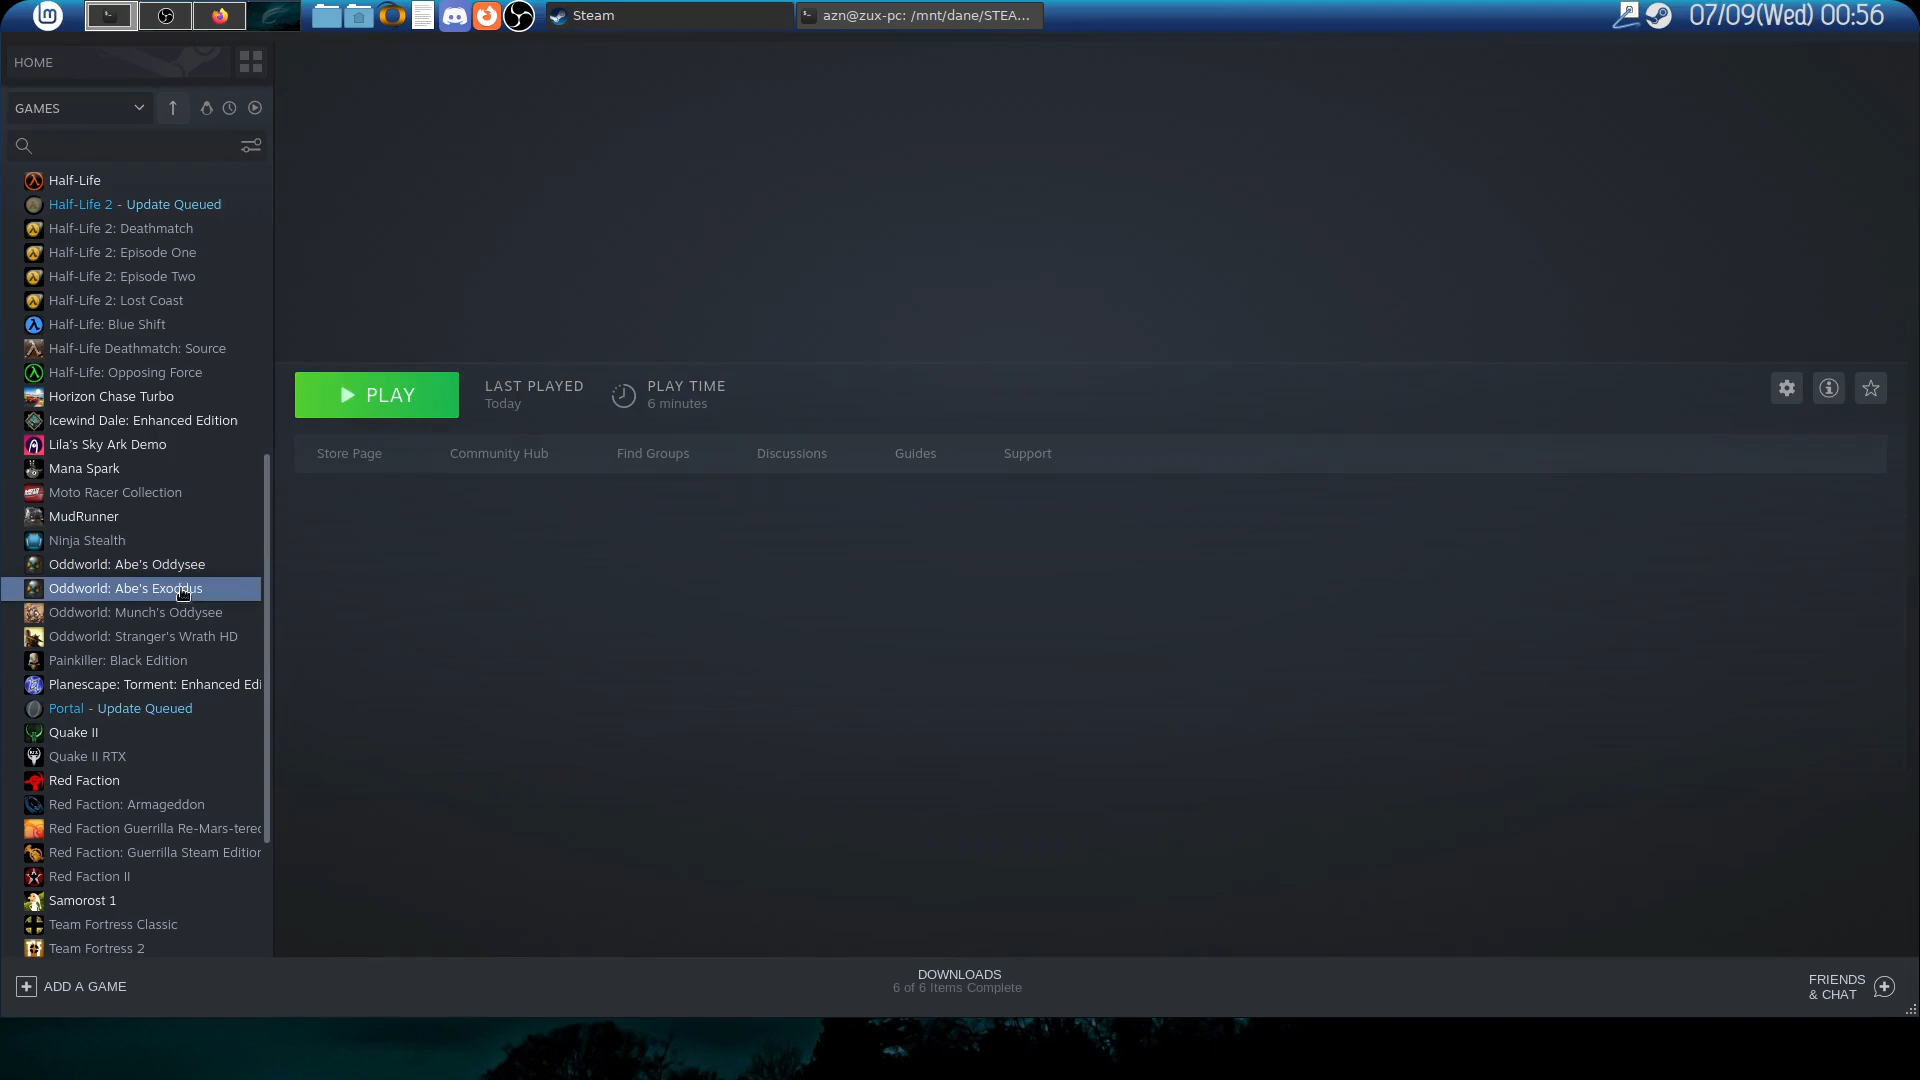 Steam
azn@zux-pc: /mnt/dane/STEA...
07/09(Wed) 00:56
HOME
GAMES
Half-Life
Half-Life 2 - Update Queued
Half-Life 2: Deathmatch
Half-Life 2: Episode One
Half-Life 2: Episode Two
Half-Life 2: Lost Coast
Half-Life: Blue Shift
Half-Life Deathmatch: Source
Half-Life: Opposing Force
Horizon Chase Turbo
Icewind Dale: Enhanced Edition
Lila's Sky Ark Demo
Mana Spark
Moto Racer Collection
MudRunner
Ninja Stealth
Oddworld: Abe's Oddysee
Oddworld: Abe's Exoddus
Oddworld: Munch's Oddysee
Oddworld: Stranger's Wrath HD
Painkiller: Black Edition
Planescape: Torment: Enhanced Edi
Portal - Update Queued
Quake II
Quake II RTX
Red Faction
Red Faction: Armageddon
Red Faction Guerrilla Re-Mars-tered
Red Faction: Guerrilla Steam Edition
Red Faction II
Samorost 1
Team Fortress Classic
Team Fortress 2
PLAY
LAST PLAYED
Today
PLAY TIME
6 minutes
Store Page
Community Hub
Find Groups
Discussions
Guides
Support
ADD A GAME
DOWNLOADS
6 of 6 Items Complete
FRIENDS
& CHAT